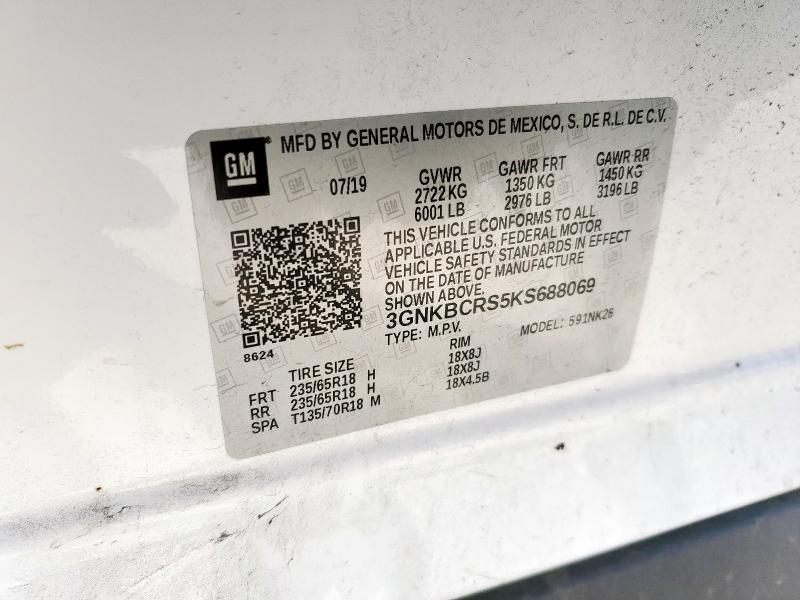 GM
MFD BY GENERAL MOTORS DE MEXICO, S. DE R.L. DE C.V.
07/19
GVWR
2722 KG
6001 LB
GAWR FRT
1350 KG
2976 LB
GAWR RR
1450 KG
3196 LB
THIS VEHICLE CONFORMS TO ALL
APPLICABLE U.S. FEDERAL MOTOR
VEHICLE SAFETY STANDARDS IN EFFECT
ON THE DATE OF MANUFACTURE
SHOWN ABOVE.
3GNKBCRS5KS688069
TYPE: M.P.V. MODEL: 591NK26
8624
TIRE SIZE RIM
FRT 235/65R18 H 18X8J
RR 235/65R18 H 18X8J
SPA T135/70R18 M 18X4.5B